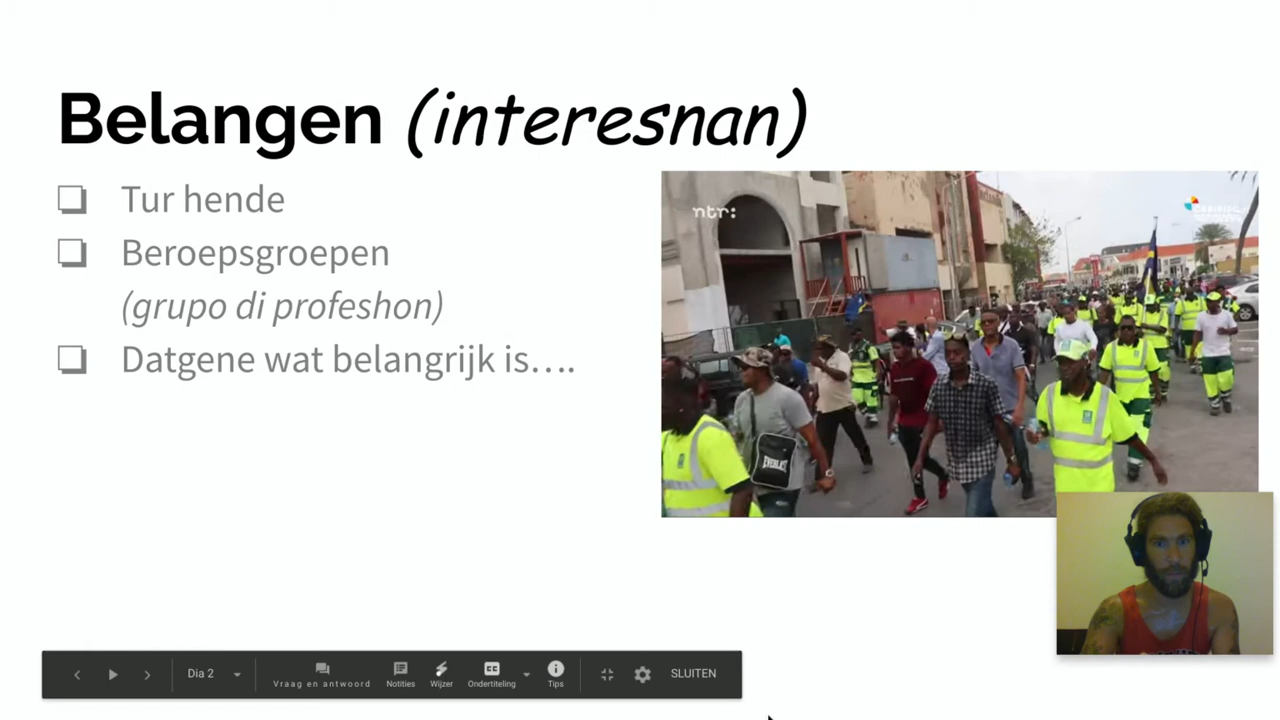 Belangen (interesnan)
Tur hende
Beroepsgroepen
(grupo di profeshon)
Datgene wat belangrijk is….
ntr:
EVERLAST
Dia 2
Vraag en antwoord
Notities
Wijzer
CC
Ondertiteling
Tips
SLUITEN